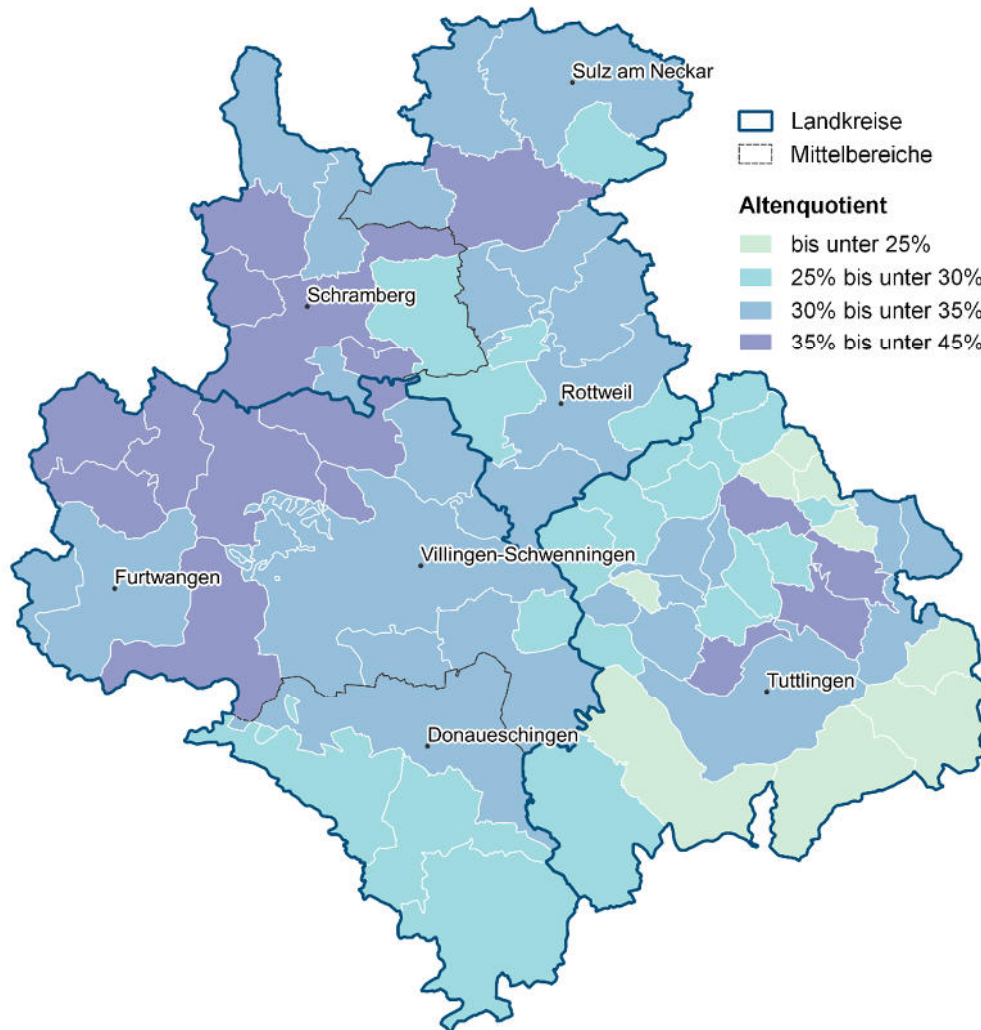 Sulz am Neckar
Landkreise
Mittelbereiche
Altenquotient
bis unter 25%
25% bis unter 30%
30% bis unter 35%
35% bis unter 45%
Schramberg
Rottweil
Villingen-Schwenningen
Furtwangen
Tuttlingen
Donaueschingen